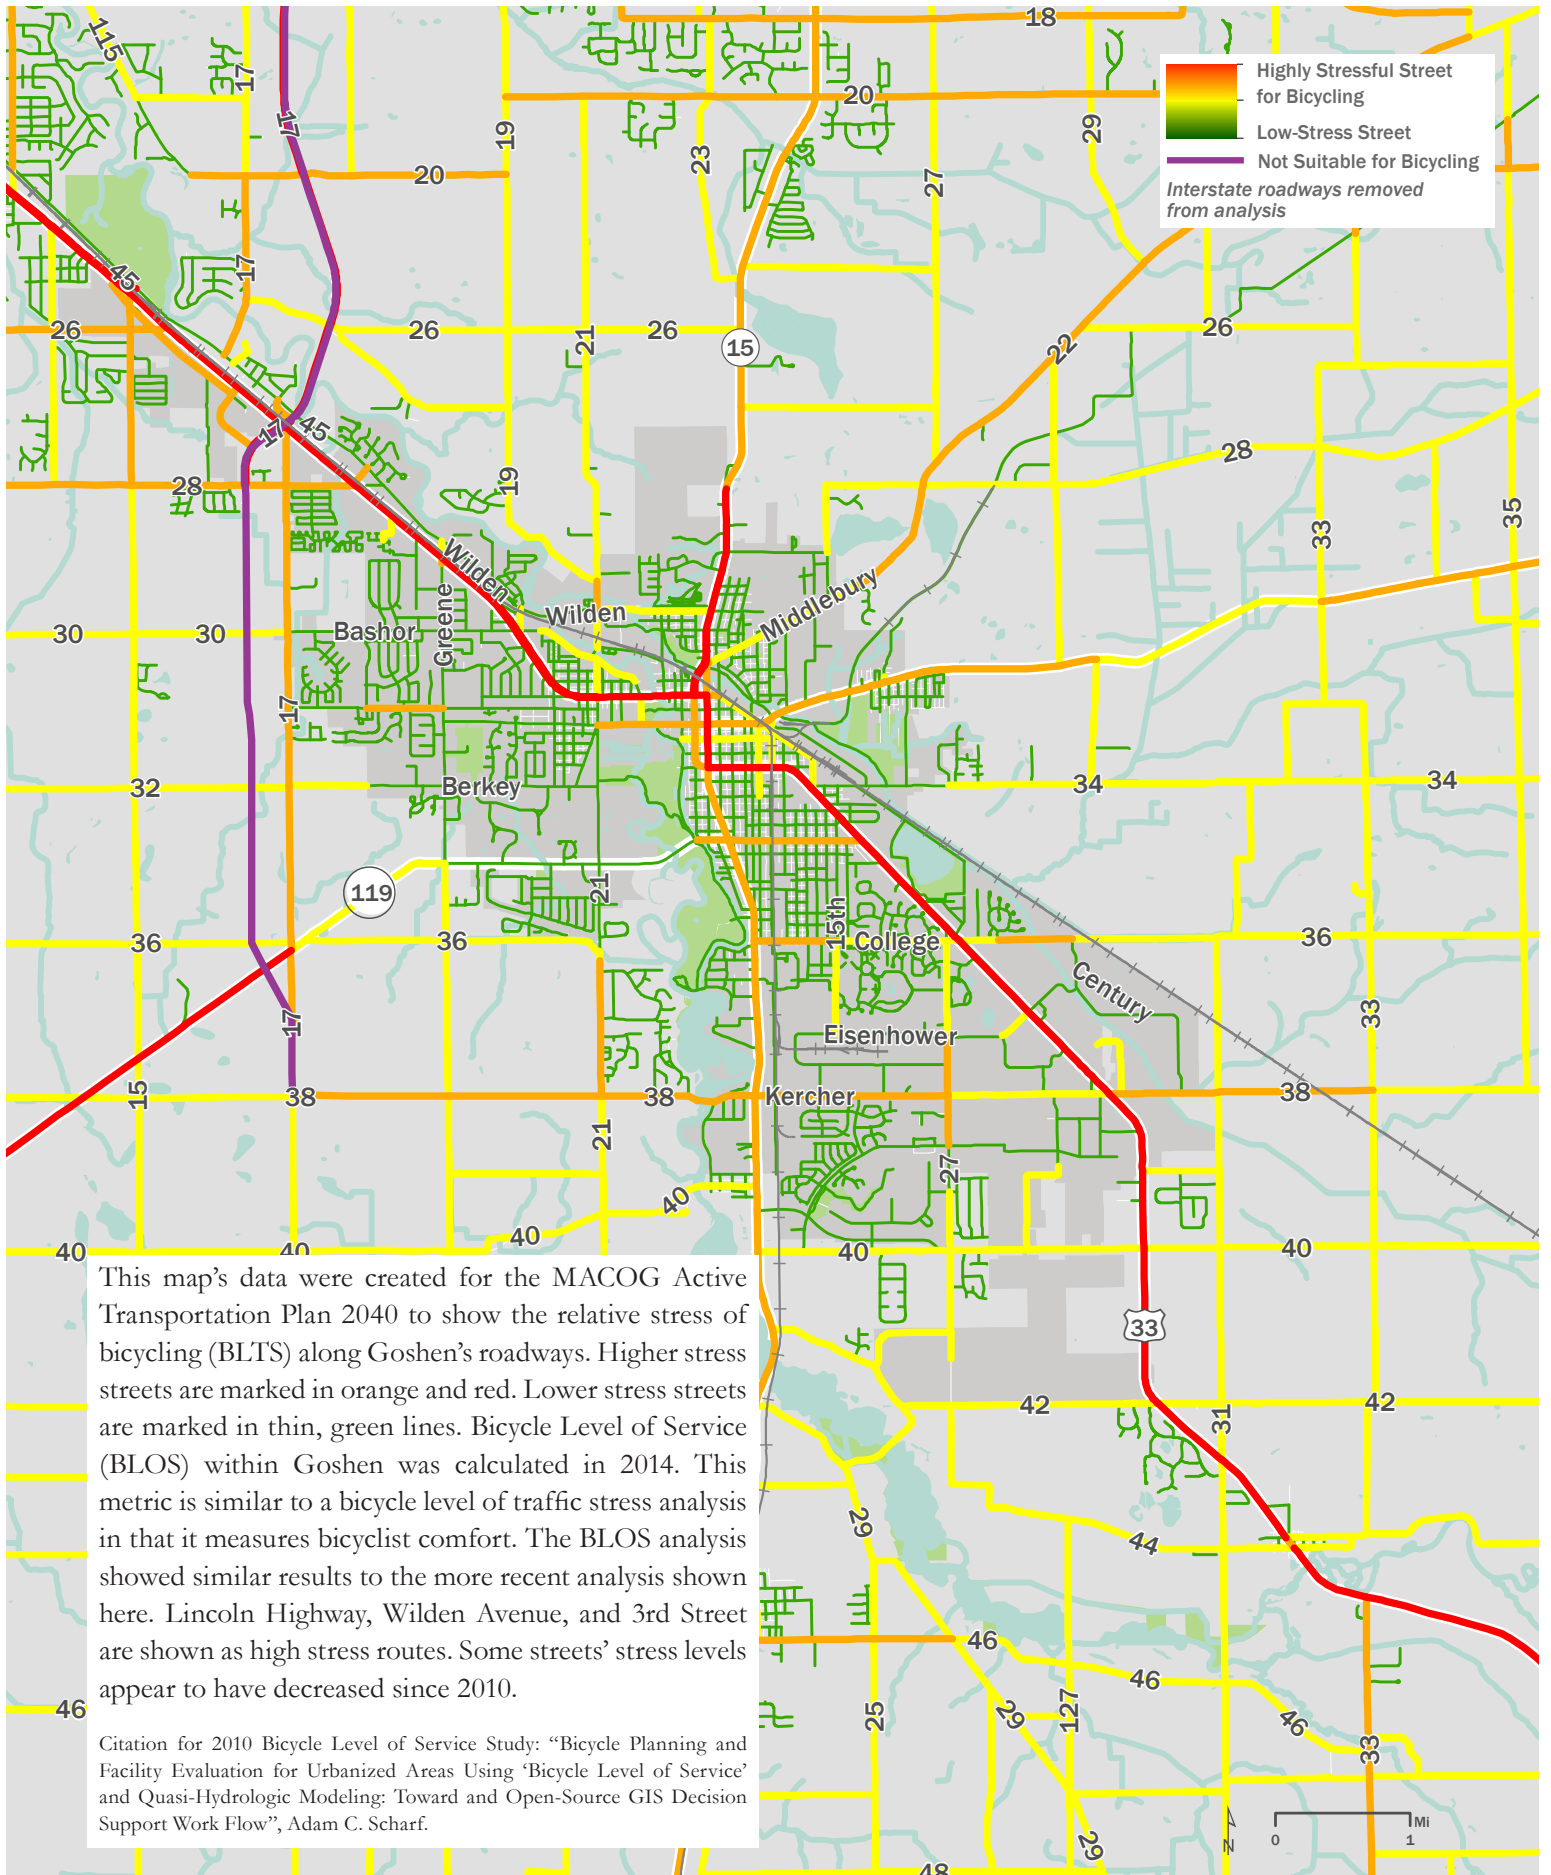 18
115
17
17
20
19
23
29
27
20
Highly Stressful Street
for Bicycling
Low-Stress Street
Not Suitable for Bicycling
Interstate roadways removed
from analysis
45
17
26
26
21
26
15
22
26
17
45
28
19
28
33
35
Wilden
Wilden
Middlebury
Greene
Bashor
30
30
17
32
Berkey
34
34
119
21
15th
College
36
36
36
Century
17
Eisenhower
33
15
38
38
Kercher
38
21
27
40
40
40
40
40
40
33
42
42
31
This map's data were created for the MACOG Active
Transportation Plan 2040 to show the relative stress of
bicycling (BLTS) along Goshen's roadways. Higher stress
streets are marked in orange and red. Lower stress streets
are marked in thin, green lines. Bicycle Level of Service
(BLOS) within Goshen was calculated in 2014. This
metric is similar to a bicycle level of traffic stress analysis
in that it measures bicyclist comfort. The BLOS analysis
showed similar results to the more recent analysis shown
here. Lincoln Highway, Wilden Avenue, and 3rd Street
are shown as high stress routes. Some streets' stress levels
appear to have decreased since 2010.
Citation for 2010 Bicycle Level of Service Study: "Bicycle Planning and
Facility Evaluation for Urbanized Areas Using 'Bicycle Level of Service'
and Quasi-Hydrologic Modeling: Toward and Open-Source GIS Decision
Support Work Flow", Adam C. Scharf.
29
44
46
46
46
46
25
29
127
33
29
48
N
0
1
Mi